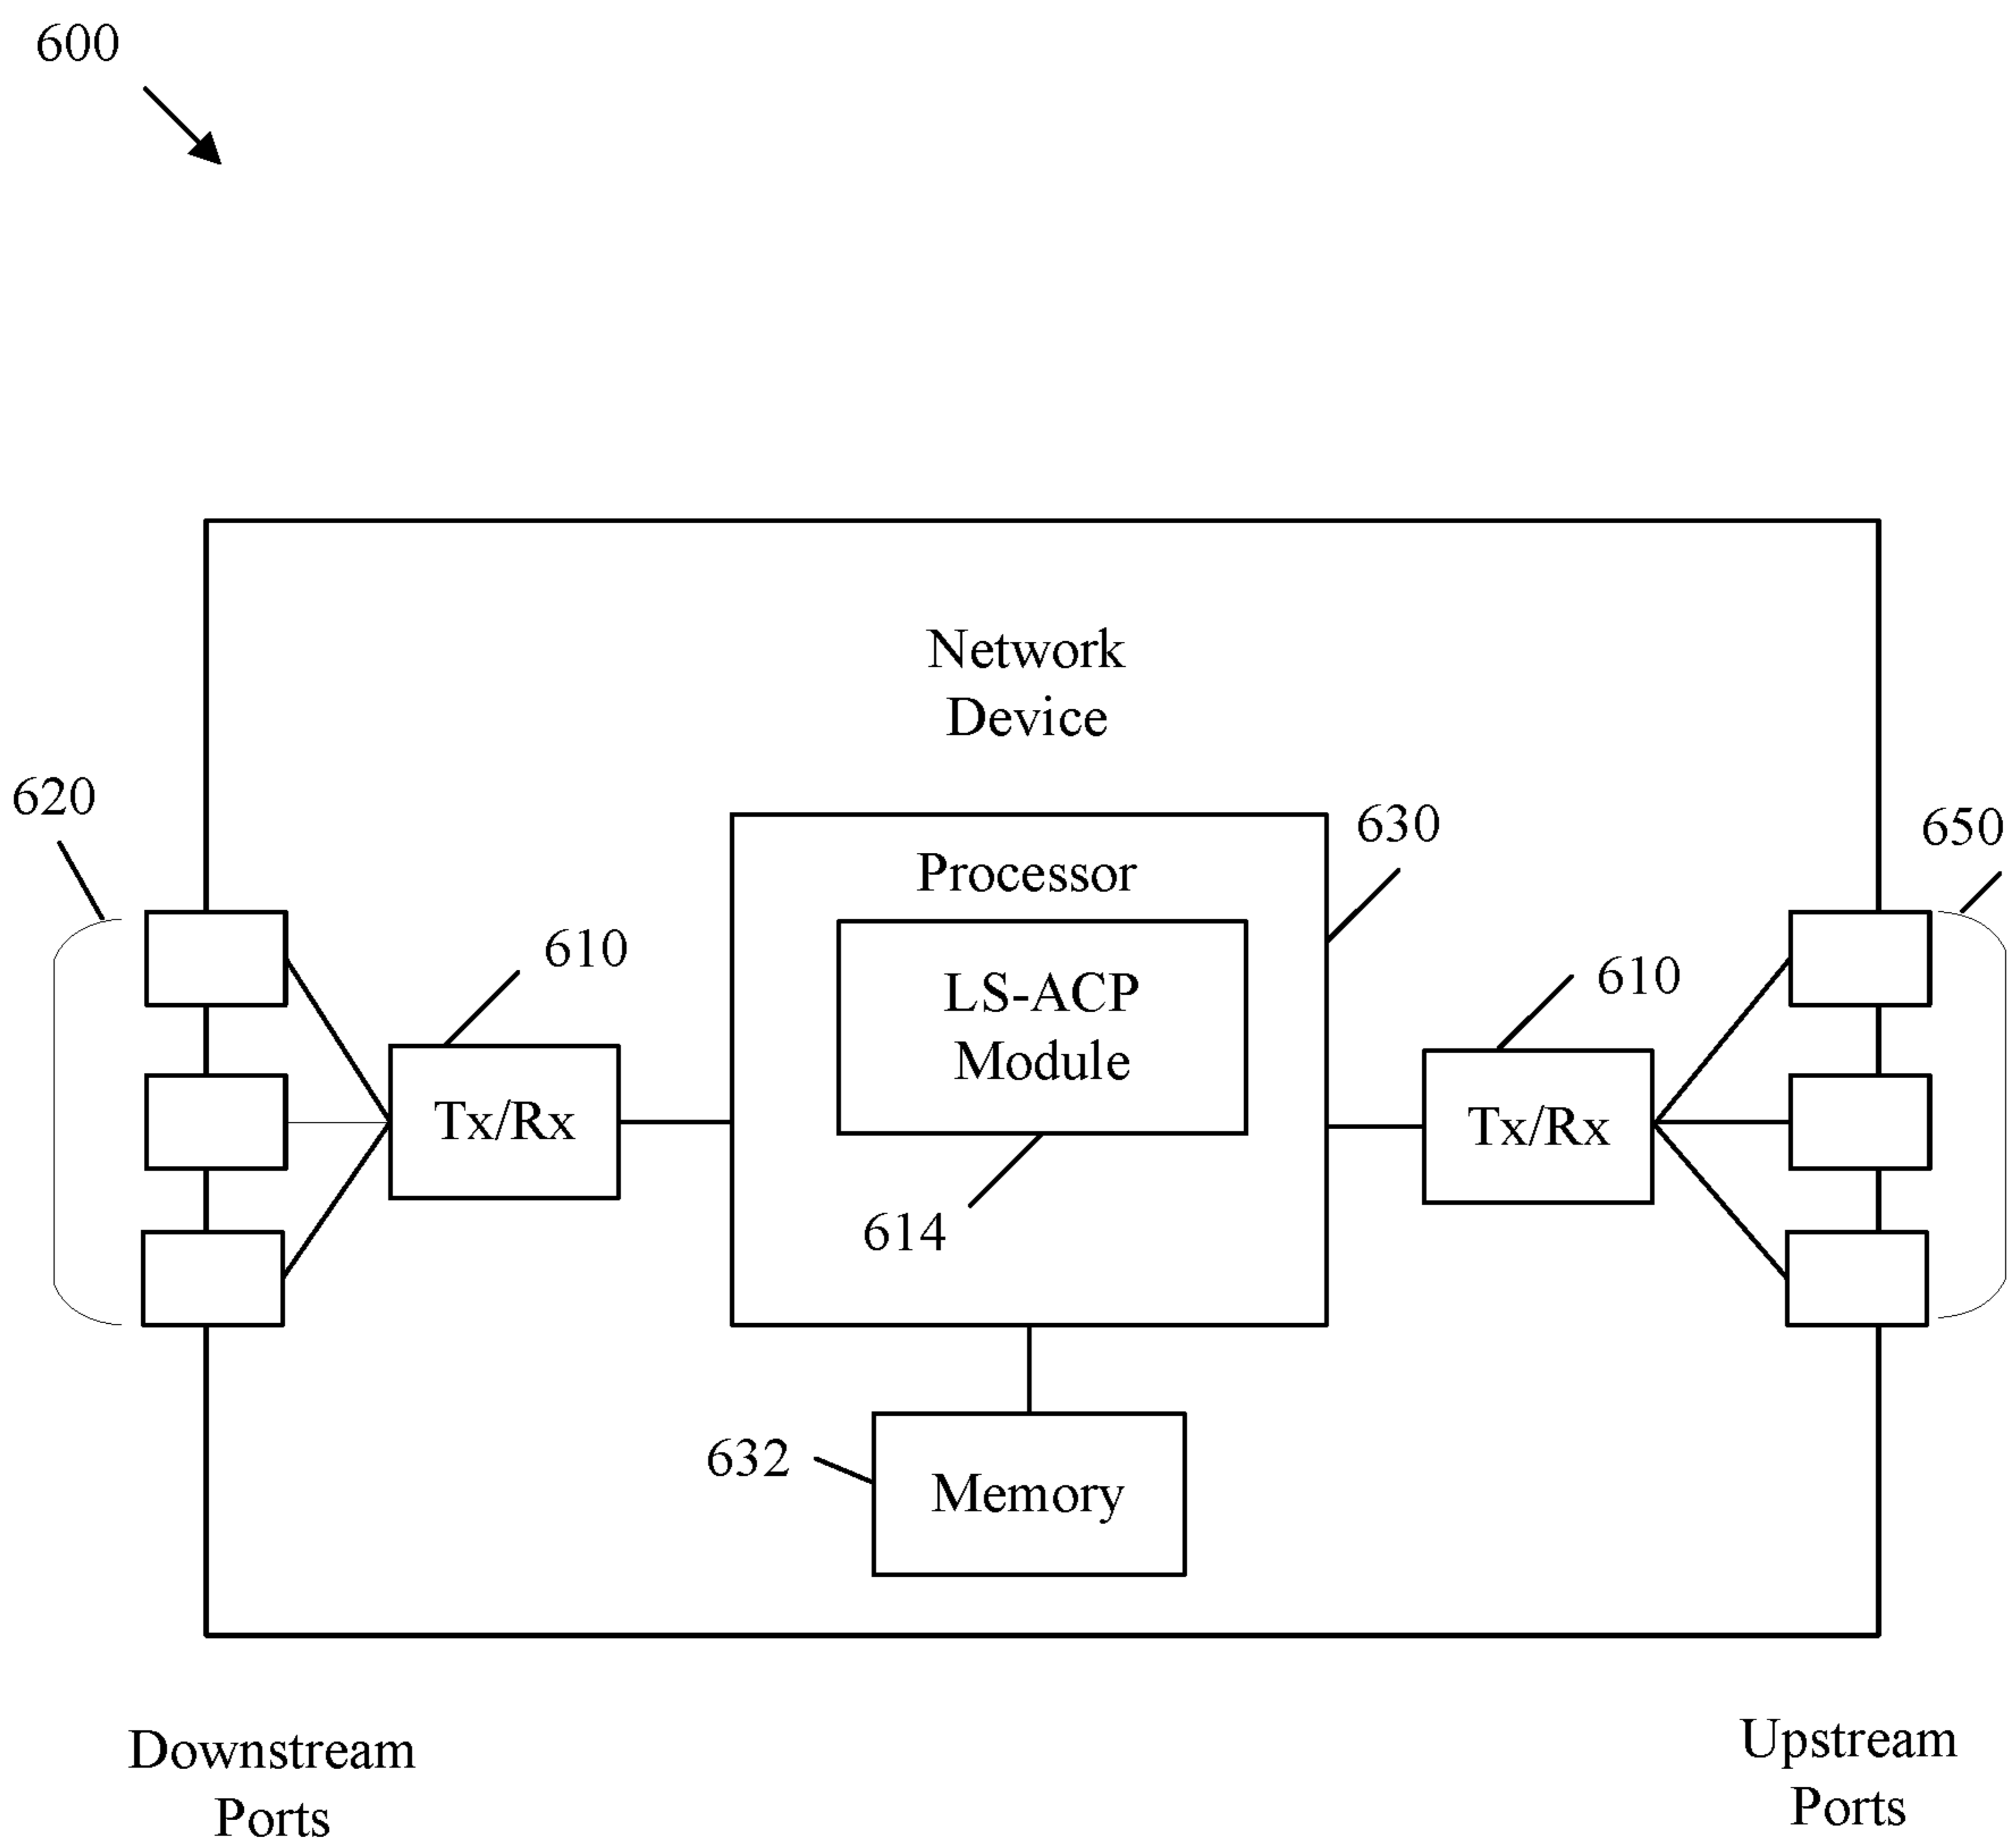 600
Network
Device
620
630
650
Processor
610
LS-ACP
Module
610
Tx/Rx
Tx/Rx
614
632
Memory
Downstream
Ports
Upstream
Ports